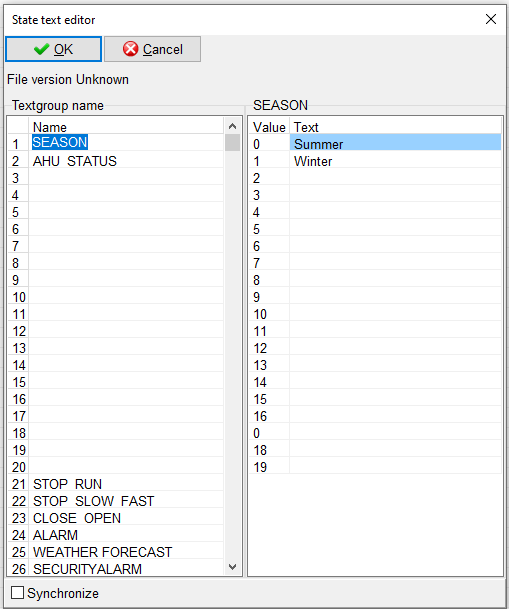 State text editor
OK Cancel
File version Unknown
Textgroup name
Name
1 SEASON
2 AHU STATUS
3
4
5
6
7
8
9
10
11
12
13
14
15
16
17
18
19
20
21 STOP RUN
22 STOP SLOW FAST
23 CLOSE OPEN
24 ALARM
25 WEATHER FORECAST
26 SECURITYALARM
SEASON
Value Text
0 Summer
1 Winter
2
3
4
5
6
7
8
9
10
11
12
13
14
15
16
0
18
19
Synchronize